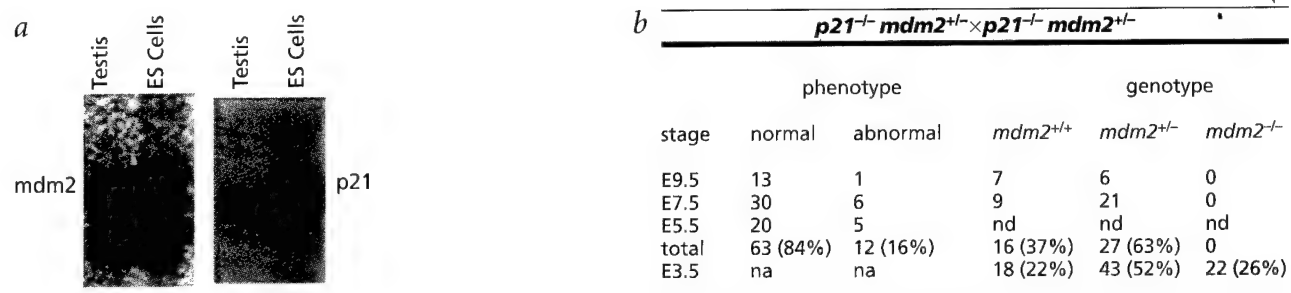 a
Testis ES Cells Testis ES Cells
mdm2 p21
b
p21⁻/⁻ mdm2⁺/⁻×p21⁻/⁻ mdm2⁺/⁻
phenotype genotype
stage normal abnormal mdm2⁺/⁺ mdm2⁺/⁻ mdm2⁻/⁻
E9.5 13 1 7 6 0
E7.5 30 6 9 21 0
E5.5 20 5 nd nd nd
total 63 (84%) 12 (16%) 16 (37%) 27 (63%) 0
E3.5 na na 18 (22%) 43 (52%) 22 (26%)